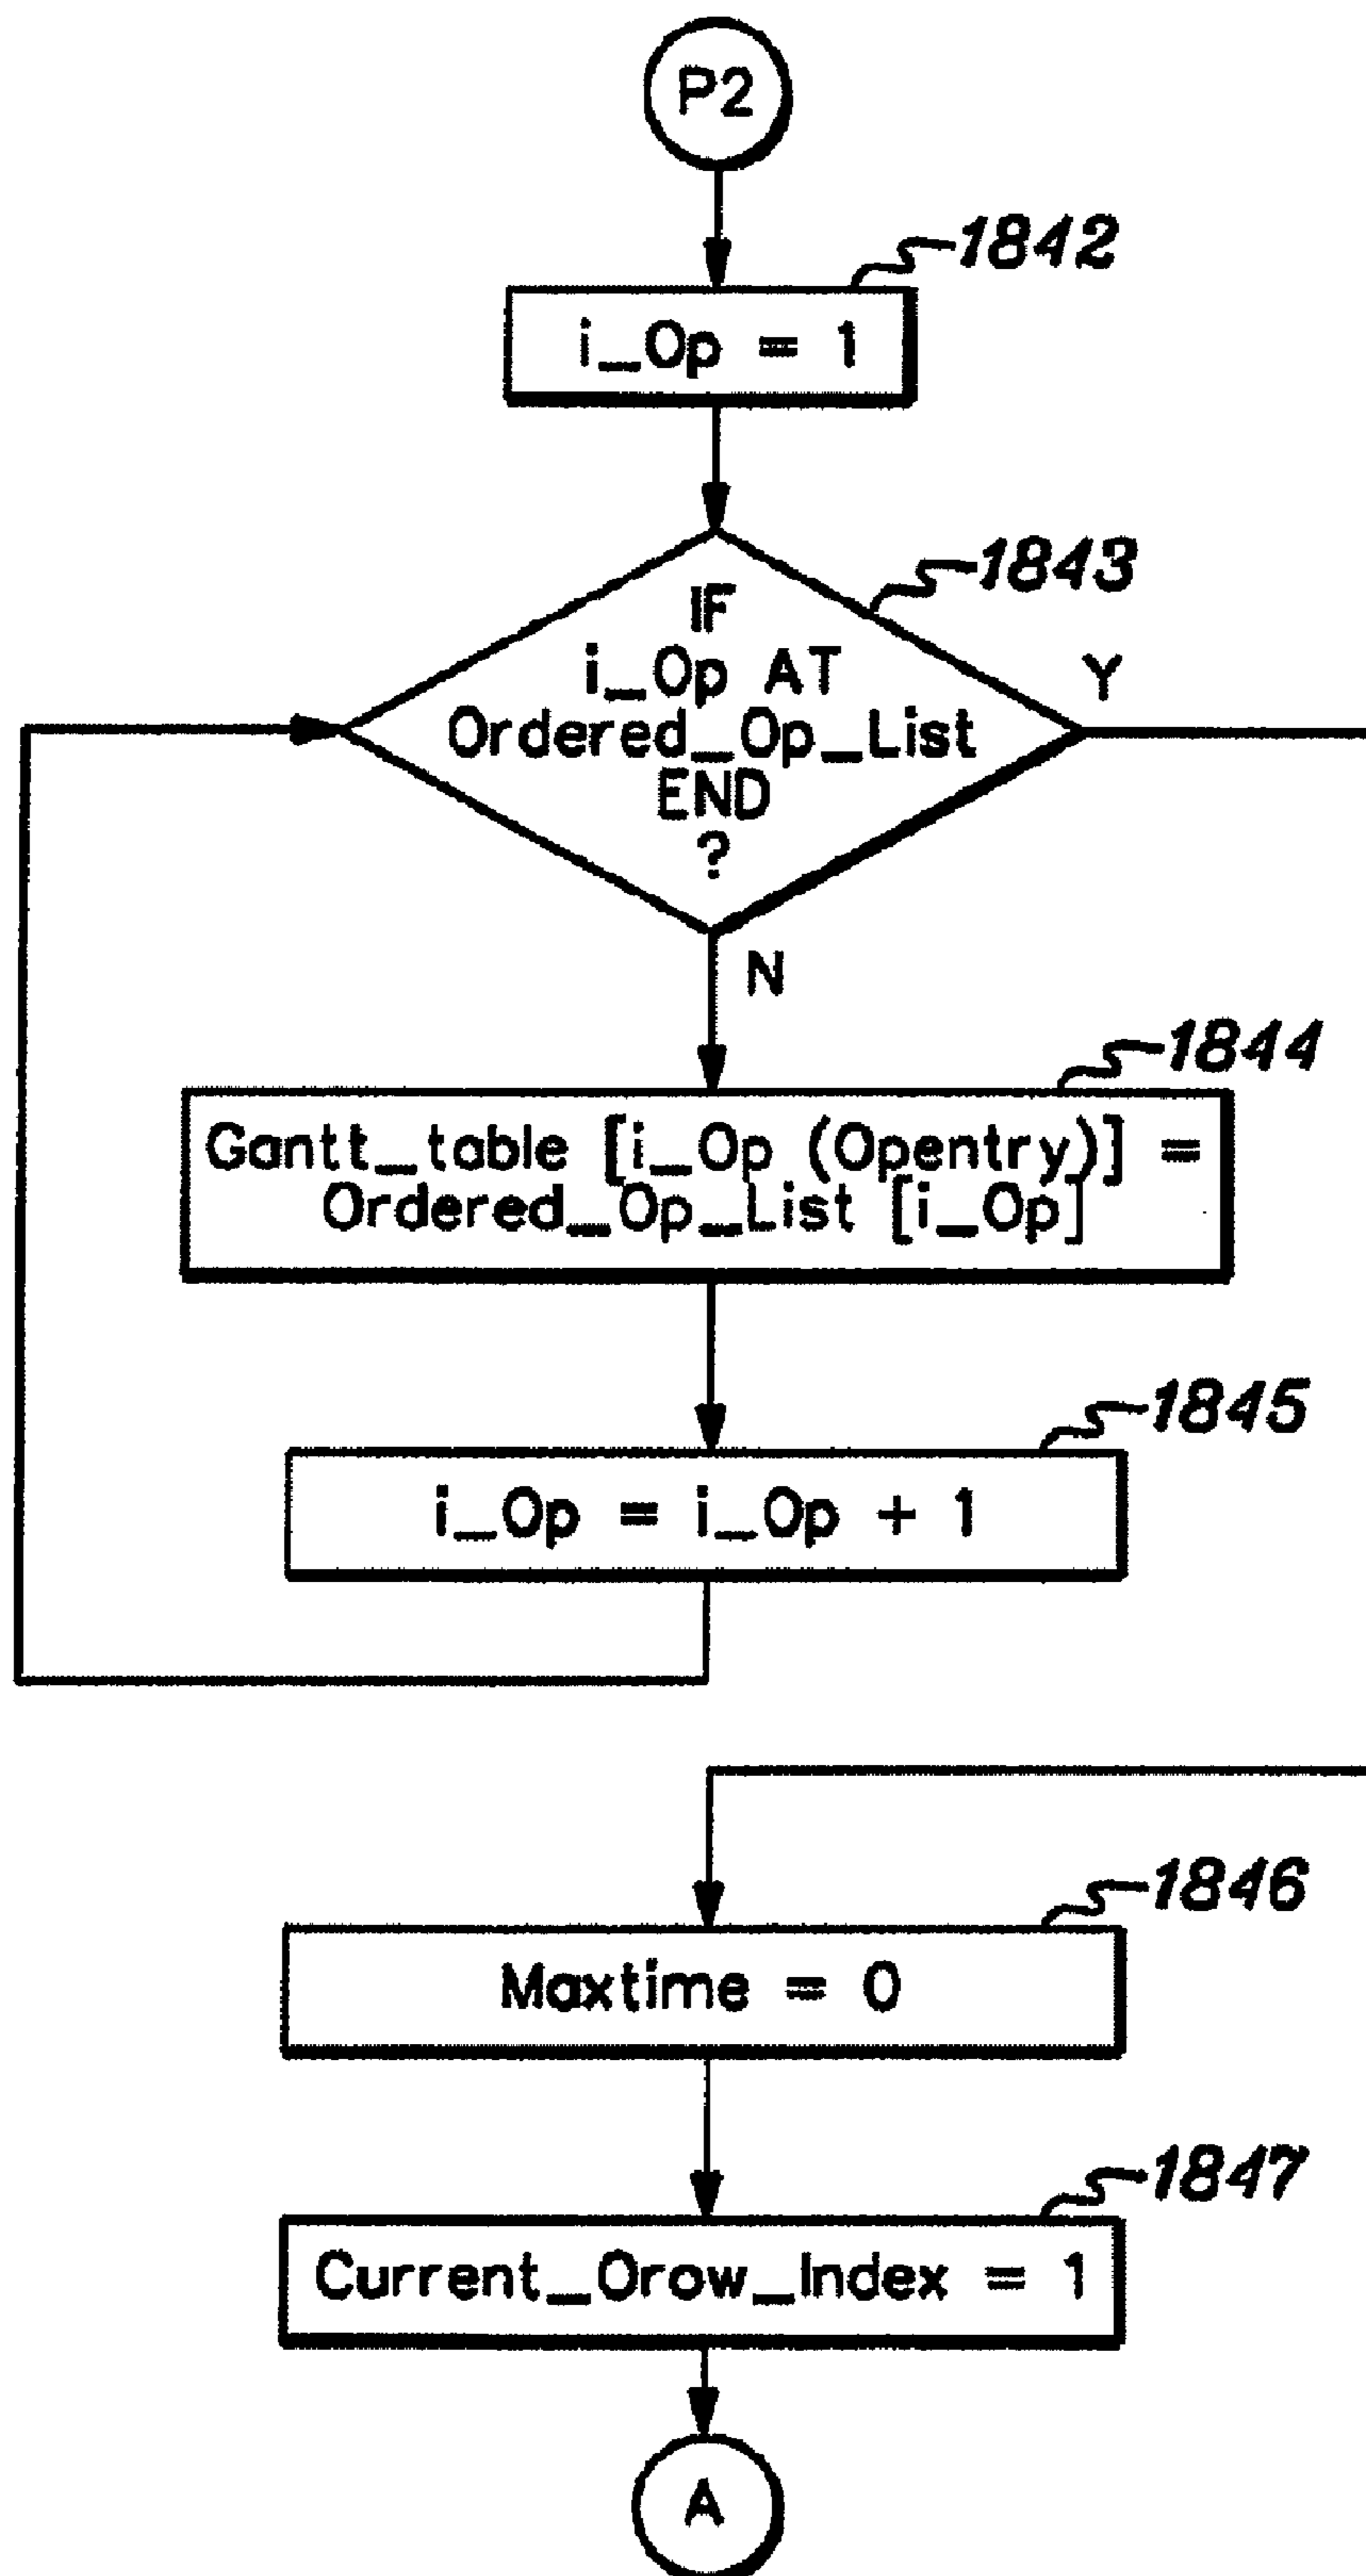 P2
1842
i_Op = 1
1843
IF
i_Op AT
Ordered_Op_List
END
?
Y
N
1844
Gantt_table [i_Op (Opentry)] =
Ordered_Op_List [i_Op]
1845
i_Op = i_Op + 1
1846
Maxtime = 0
1847
Current_Orow_Index = 1
A